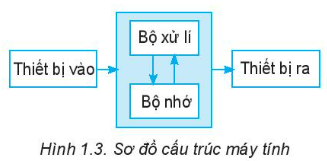 Bộ xử lí
Thiết bị vào
Thiết bị ra
Bộ nhớ
Hình 1.3. Sơ đồ cấu trúc máy tính